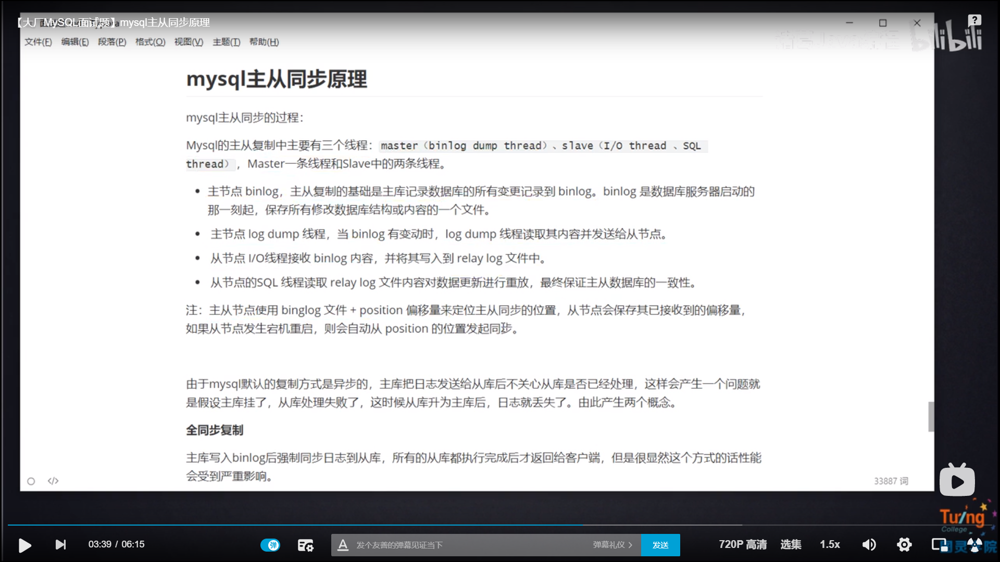 【大厂MySQL面试题】mysql主从同步原理
bilibili
文件(F) 编辑(E) 段落(P) 格式(O) 视图(V) 主题(T) 帮助(H)
mysql主从同步原理
mysql主从同步的过程：
Mysql的主从复制中主要有三个线程：master（binlog dump thread）、slave（I/O thread 、SQL
thread），Master一条线程和Slave中的两条线程。
主节点 binlog，主从复制的基础是主库记录数据库的所有变更记录到 binlog。binlog 是数据库服务器启动的
那一刻起，保存所有修改数据库结构或内容的一个文件。
主节点 log dump 线程，当 binlog 有变动时，log dump 线程读取其内容并发送给从节点。
从节点 I/O线程接收 binlog 内容，并将其写入到 relay log 文件中。
从节点的SQL 线程读取 relay log 文件内容对数据更新进行重放，最终保证主从数据库的一致性。
注：主从节点使用 binglog 文件 + position 偏移量来定位主从同步的位置，从节点会保存其已接收到的偏移量，
如果从节点发生宕机重启，则会自动从 position 的位置发起同步。
由于mysql默认的复制方式是异步的，主库把日志发送给从库后不关心从库是否已经处理，这样会产生一个问题就
是假设主库挂了，从库处理失败了，这时候从库升为主库后，日志就丢失了。由此产生两个概念。
全同步复制
主库写入binlog后强制同步日志到从库，所有的从库都执行完成后才返回给客户端，但是很显然这个方式的话性能
会受到严重影响。
</> 33887 词
Tuling
College
03:39 / 06:15 弹 发个友善的弹幕见证当下 弹幕礼仪 > 发送 720P 高清 选集 1.5x